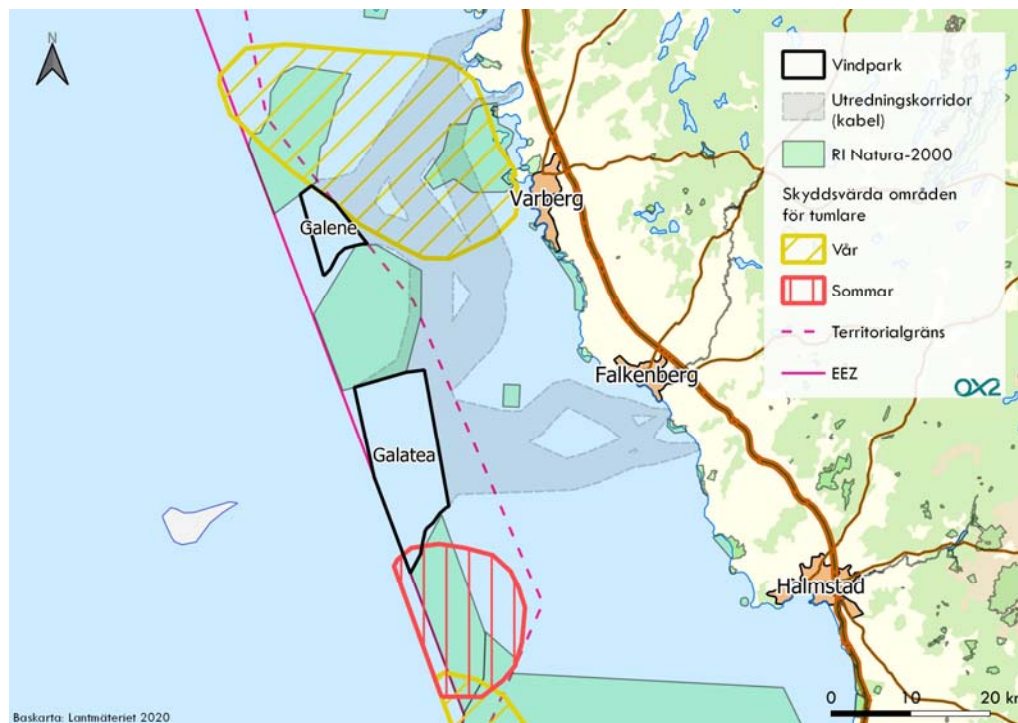 N
Vindpark
Utredningskorridor
(kabel)
RI Natura-2000
Skyddsvärda områden
för tumlare
Vår
Sommar
Territorialgräns
EEZ
OX2
Varberg
Galene
Falkenberg
Galatea
Halmstad
0 10 20 km
Baskarta: Lantmäteriet 2020